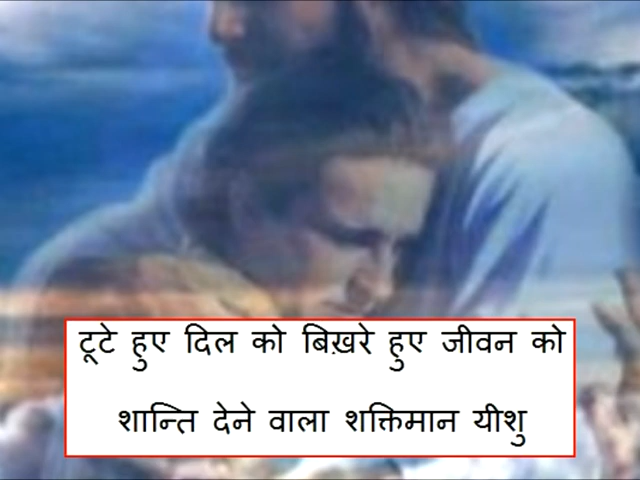 टूटे हुए दिल को बिख़रे हुए जीवन को
शान्ति देने वाला शक्तिमान यीशु